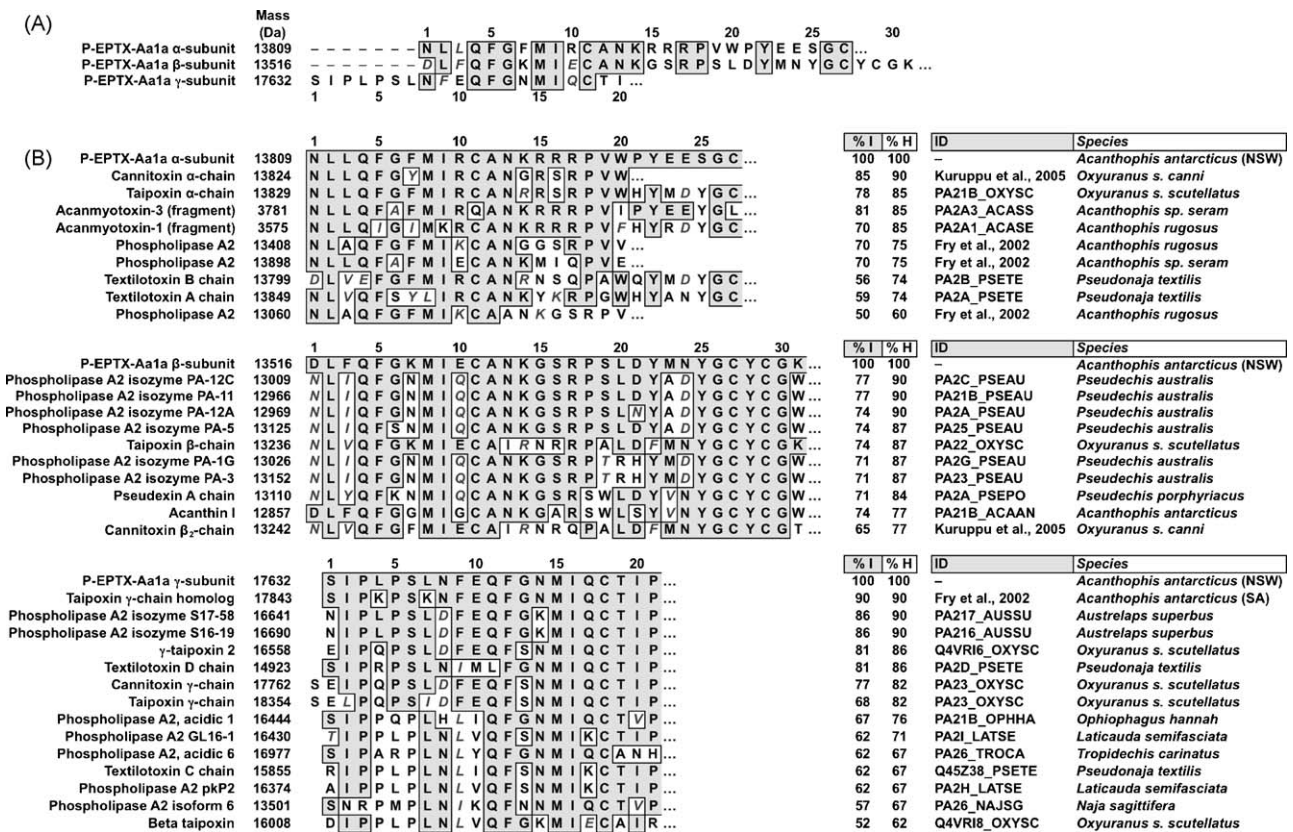 (A)
Mass
(Da)
1 5 10 15 20 25 30
P-EPTX-Aa1a α-subunit 13809 – – – – – – – N L L Q F G F M I R C A N K R R R P V W P Y E E S G C ...
P-EPTX-Aa1a β-subunit 13516 – – – – – – – D L F Q F G K M I E C A N K G S R P S L D Y M N Y G C Y C G K ...
P-EPTX-Aa1a γ-subunit 17632 S I P L P S L N F E Q F G N M I Q C T I ...
1 5 10 15 20
(B)
1 5 10 15 20 25
% I % H ID Species
P-EPTX-Aa1a α-subunit 13809 N L L Q F G F M I R C A N K R R R P V W P Y E E S G C ... 100 100 – Acanthophis antarcticus (NSW)
Cannitoxin α-chain 13824 N L L Q F G Y M I R C A N G R S R P V W ... 85 90 Kuruppu et al., 2005 Oxyuranus s. canni
Taipoxin α-chain 13829 N L L Q F G F M I R C A N R R S R P V W H Y M D Y G C ... 78 85 PA21B_OXYSC Oxyuranus s. scutellatus
Acanmyotoxin-3 (fragment) 3781 N L L Q F A F M I R Q A N K R R R P V I P Y E E Y G L ... 81 85 PA2A3_ACASS Acanthophis sp. seram
Acanmyotoxin-1 (fragment) 3575 N L L Q I G I M K R C A N K R R R P V F H Y R D Y G C ... 70 85 PA2A1_ACASE Acanthophis rugosus
Phospholipase A2 13408 N L A Q F G F M I K C A N G G S R P V V ... 70 75 Fry et al., 2002 Acanthophis rugosus
Phospholipase A2 13898 N L L Q F A F M I E C A N K M I Q P V E ... 70 75 Fry et al., 2002 Acanthophis sp. seram
Textilotoxin B chain 13799 D L V E F G F M I R C A N R N S Q P A W Q Y M D Y G C ... 56 74 PA2B_PSETE Pseudonaja textilis
Textilotoxin A chain 13849 N L V Q F S Y L I R C A N K Y K R P G W H Y A N Y G C ... 59 74 PA2A_PSETE Pseudonaja textilis
Phospholipase A2 13060 N L A Q F G F M I K C A A N K G S R P V ... 50 60 Fry et al., 2002 Acanthophis rugosus
1 5 10 15 20 25 30
% I % H ID Species
P-EPTX-Aa1a β-subunit 13516 D L F Q F G K M I E C A N K G S R P S L D Y M N Y G C Y C G K ... 100 100 – Acanthophis antarcticus (NSW)
Phospholipase A2 isozyme PA-12C 13009 N L I Q F G N M I Q C A N K G S R P S L D Y A D Y G C Y C G W ... 77 90 PA2C_PSEAU Pseudechis australis
Phospholipase A2 isozyme PA-11 12966 N L I Q F G N M I Q C A N K G S R P S L D Y A D Y G C Y C G W ... 77 90 PA21B_PSEAU Pseudechis australis
Phospholipase A2 isozyme PA-12A 12969 N L I Q F G N M I Q C A N K G S R P S L N Y A D Y G C Y C G W ... 74 90 PA2A_PSEAU Pseudechis australis
Phospholipase A2 isozyme PA-5 13125 N L I Q F S N M I Q C A N K G S R P S L D Y A D Y G C Y C G W ... 74 87 PA25_PSEAU Pseudechis australis
Taipoxin β-chain 13236 N L V Q F G K M I E C A I R N R R P A L D F M N Y G C Y C G K ... 74 87 PA22_OXYSC Oxyuranus s. scutellatus
Phospholipase A2 isozyme PA-1G 13026 N L I Q F G N M I Q C A N K G S R P T R H Y M D Y G C Y C G W ... 71 87 PA2G_PSEAU Pseudechis australis
Phospholipase A2 isozyme PA-3 13152 N L I Q F G N M I Q C A N K G S R P T R H Y M D Y G C Y C G W ... 71 87 PA23_PSEAU Pseudechis australis
Pseudexin A chain 13110 N L Y Q F K N M I Q C A N K G S R S W L D Y V N Y G C Y C G W ... 71 84 PA2A_PSEPO Pseudechis porphyriacus
Acanthin I 12857 D L F Q F G G M I G C A N K G A R S W L S Y V N Y G C Y C G W ... 74 77 PA21B_ACAAN Acanthophis antarcticus
Cannitoxin β₂-chain 13242 N L V Q F G K M I E C A I R N R Q P A L D F M N Y G C Y C G T ... 65 77 Kuruppu et al., 2005 Oxyuranus s. canni
1 5 10 15 20
% I % H ID Species
P-EPTX-Aa1a γ-subunit 17632 S I P L P S L N F E Q F G N M I Q C T I P ... 100 100 – Acanthophis antarcticus (NSW)
Taipoxin γ-chain homolog 17843 S I P K P S K N F E Q F G N M I Q C T I P ... 90 90 Fry et al., 2002 Acanthophis antarcticus (SA)
Phospholipase A2 isozyme S17-58 16641 N I P L P S L D F E Q F G K M I Q C T I P ... 86 90 PA217_AUSSU Austrelaps superbus
Phospholipase A2 isozyme S16-19 16690 N I P L P S L D F E Q F G K M I Q C T I P ... 86 90 PA216_AUSSU Austrelaps superbus
γ-taipoxin 2 16558 E I P Q P S L D F E Q F S N M I Q C T I P ... 81 86 Q4VRI6_OXYSC Oxyuranus s. scutellatus
Textilotoxin D chain 14923 S I P R P S L N I M L F G N M I Q C T I P ... 81 86 PA2D_PSETE Pseudonaja textilis
Cannitoxin γ-chain 17762 S E I P Q P S L D F E Q F S N M I Q C T I P ... 77 82 PA23_OXYSC Oxyuranus s. scutellatus
Taipoxin γ-chain 18354 S E L P Q P S I D F E Q F S N M I Q C T I P ... 68 82 PA23_OXYSC Oxyuranus s. scutellatus
Phospholipase A2, acidic 1 16444 S I P P Q P L H L I Q F G N M I Q C T V P ... 67 76 PA21B_OPHHA Ophiophagus hannah
Phospholipase A2 GL16-1 16430 T I P P L P L N L V Q F S N M I K C T I P ... 62 71 PA2I_LATSE Laticauda semifasciata
Phospholipase A2, acidic 6 16977 S I P A R P L N L Y Q F G N M I Q C A N H ... 62 67 PA26_TROCA Tropidechis carinatus
Textilotoxin C chain 15855 R I P P L P L N L I Q F S N M I K C T I P ... 62 67 Q45Z38_PSETE Pseudonaja textilis
Phospholipase A2 pkP2 16374 A I P P L P L N L I Q F S N M I K C T I P ... 62 67 PA2H_LATSE Laticauda semifasciata
Phospholipase A2 isoform 6 13501 S N R P M P L N I K Q F N N M I Q C T V P ... 57 67 PA26_NAJSG Naja sagittifera
Beta taipoxin 16008 D I P P L P L N L V Q F G K M I E C A I R ... 52 62 Q4VRI8_OXYSC Oxyuranus s. scutellatus